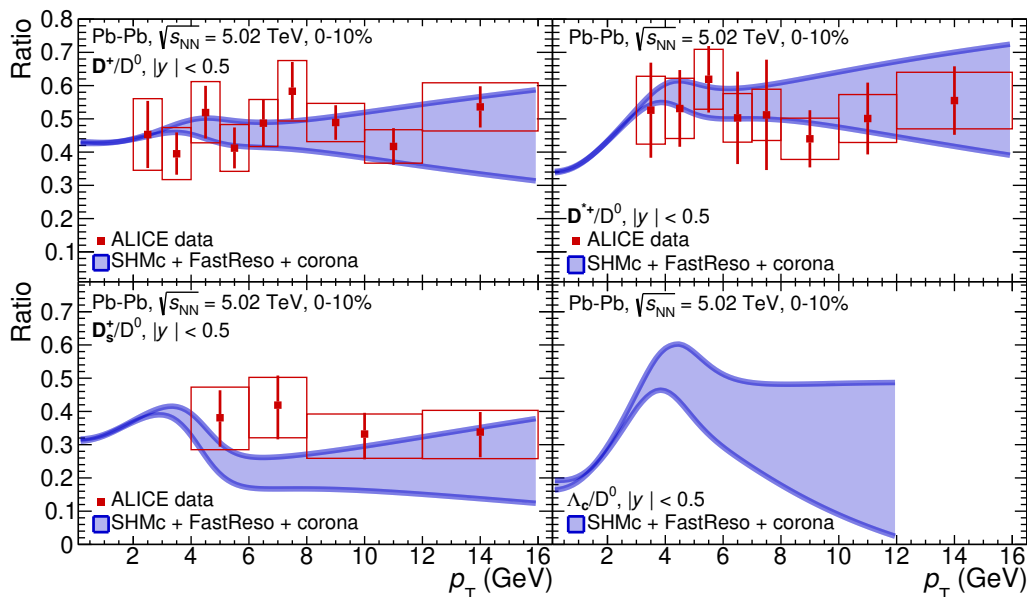 Ratio
0.8
0.7
0.6
0.5
0.4
0.3
0.2
0.1
Pb-Pb, √sNN = 5.02 TeV, 0-10%
D⁺/D⁰, |y| < 0.5
ALICE data
SHMc + FastReso + corona
Pb-Pb, √sNN = 5.02 TeV, 0-10%
D*⁺/D⁰, |y| < 0.5
ALICE data
SHMc + FastReso + corona
Ratio
0.7
0.6
0.5
0.4
0.3
0.2
0.1
0
Pb-Pb, √sNN = 5.02 TeV, 0-10%
Dₛ⁺/D⁰, |y| < 0.5
ALICE data
SHMc + FastReso + corona
2 4 6 8 10 12 14 16
pT (GeV)
Pb-Pb, √sNN = 5.02 TeV, 0-10%
Λc/D⁰, |y| < 0.5
SHMc + FastReso + corona
0 2 4 6 8 10 12 14 16
pT (GeV)